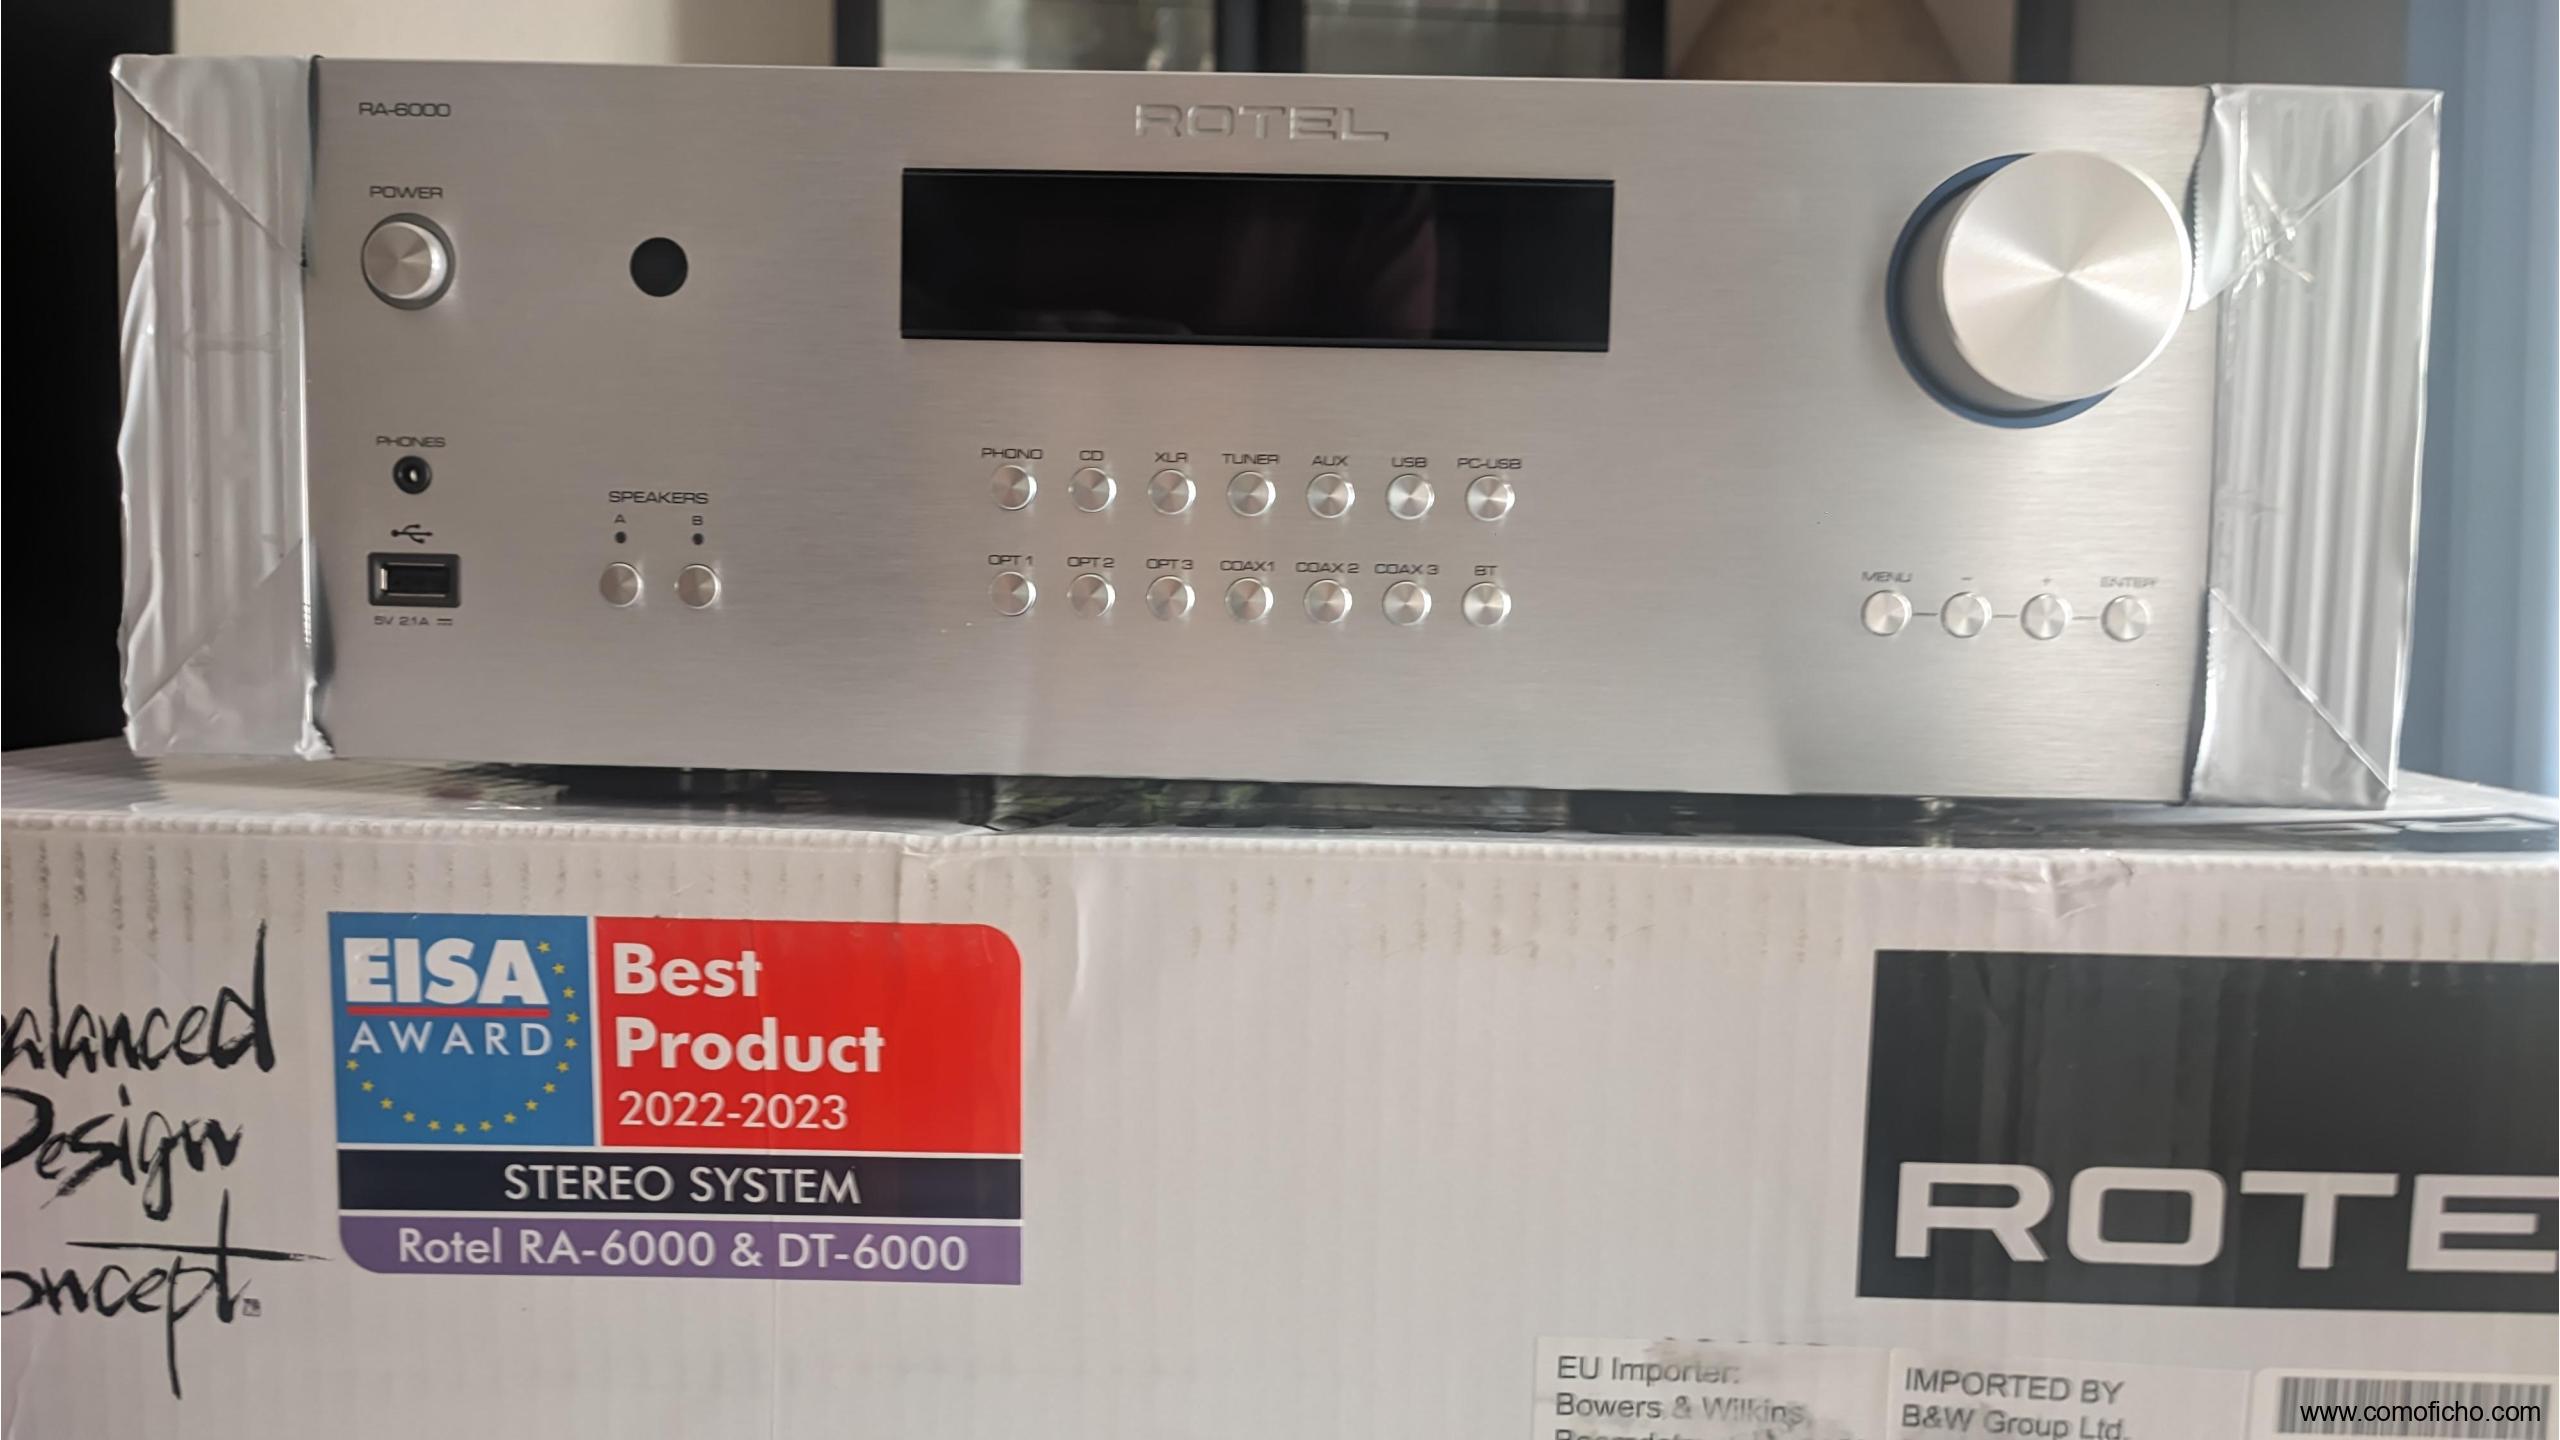 RA-6000
ROTEL
POWER
PHONES
5V 2.1A
SPEAKERS
A B
PHONO CD XLR TUNER AUX USB PC-USB
OPT 1 OPT 2 OPT 3 COAX1 COAX 2 COAX 3 BT
MENU - + ENTER
alanced
Design
oncept
EISA
AWARD
Best
Product
2022-2023
STEREO SYSTEM
Rotel RA-6000 & DT-6000
ROTE
EU Importer:
Bowers & Wilkins,
IMPORTED BY
B&W Group Ltd.
www.comoficho.com